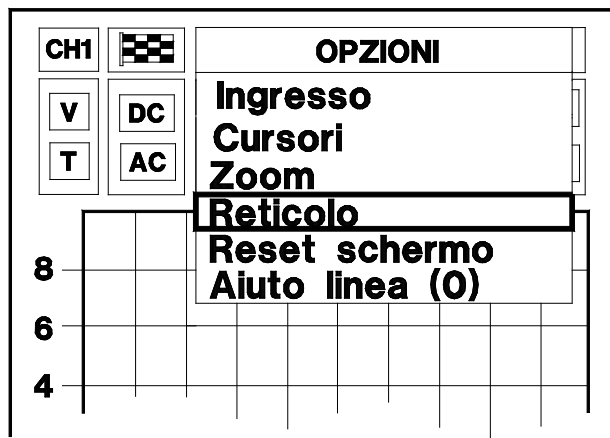 CH1
OPZIONI
V
DC
T
AC
Ingresso
Cursori
Zoom
Reticolo
Reset schermo
Aiuto linea (0)
8
6
4